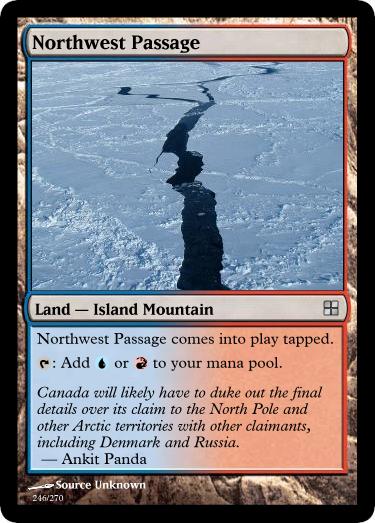 Northwest Passage
Land — Island Mountain
Northwest Passage comes into play tapped.
: Add or to your mana pool.
Canada will likely have to duke out the final
details over its claim to the North Pole and
other Arctic territories with other claimants,
including Denmark and Russia.
— Ankit Panda
Source Unknown
246/270